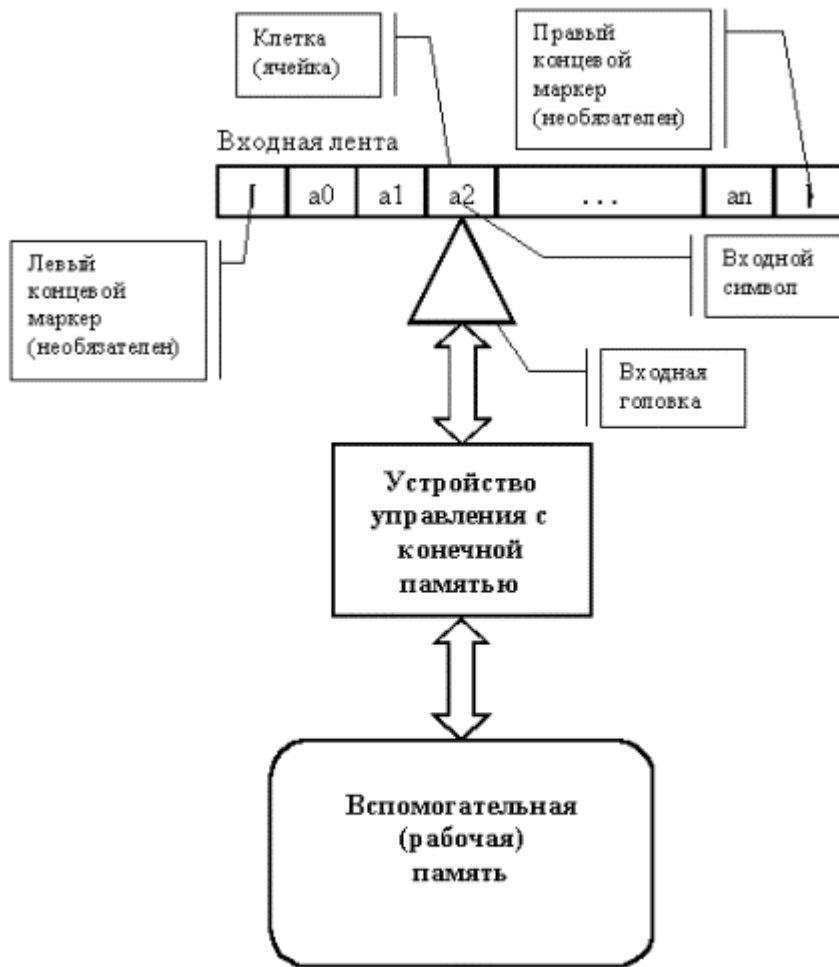 Клетка
(ячейка)
Правый
концевой
маркер
(необязателен)
Входная лента
[ a0 a1 a2 ... an ]
Левый
концевой
маркер
(необязателен)
Входной
символ
Входная
головка
Устройство
управления с
конечной
памятью
Вспомогательная
(рабочая)
память